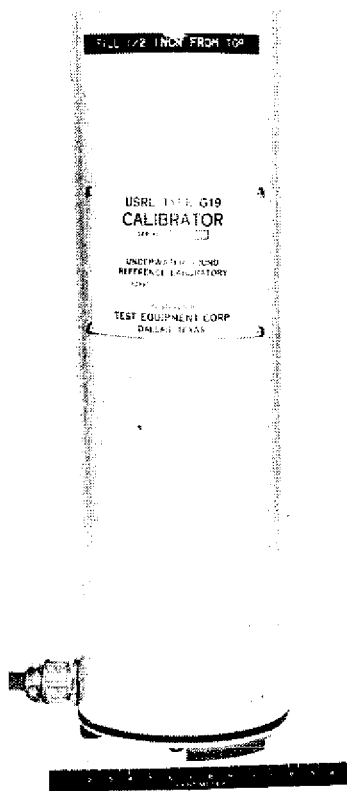 FILL 1/2 INCH FROM TOP
USRL TYPE G19
CALIBRATOR
UNDERWATER SOUND
REFERENCE LABORATORY
TEST EQUIPMENT CORP
DALLAS TEXAS